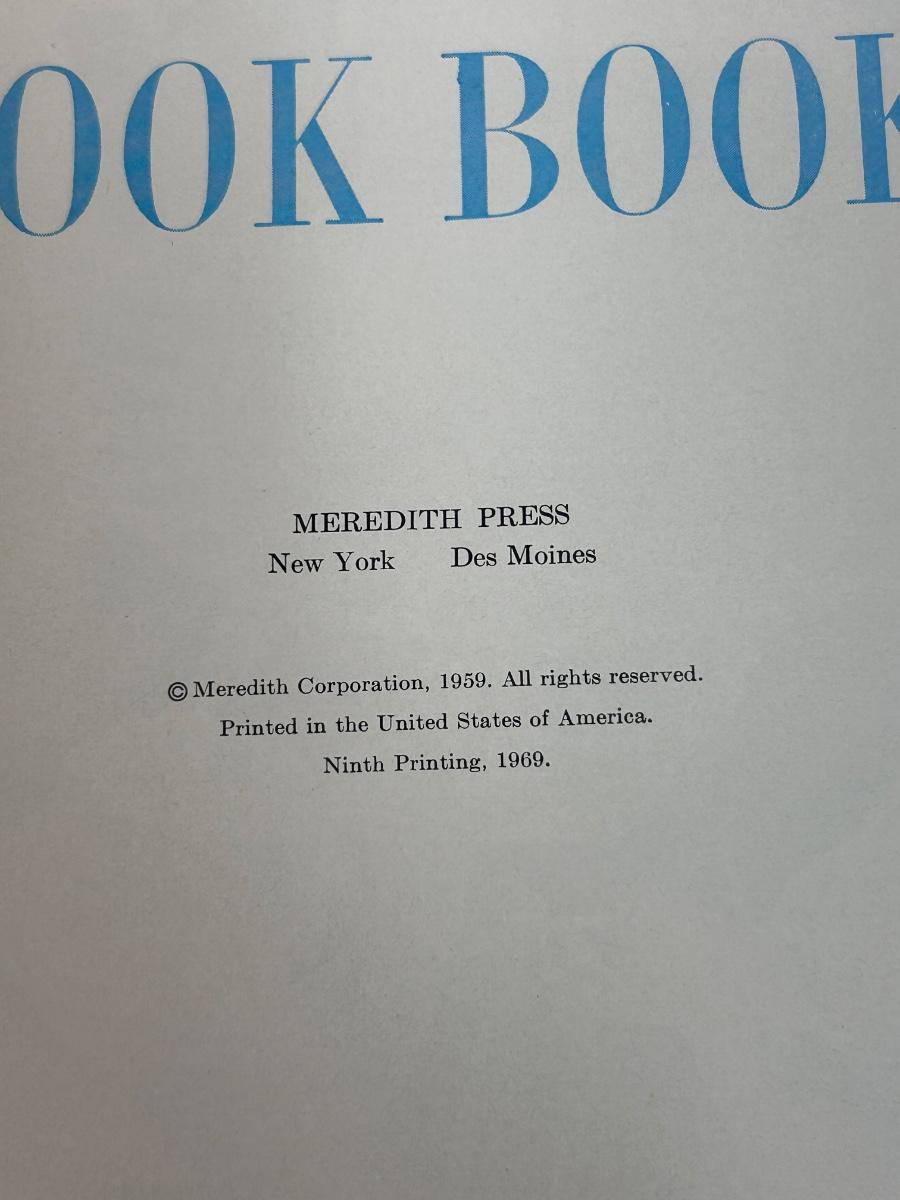 OOK BOOK
MEREDITH PRESS
New York Des Moines
© Meredith Corporation, 1959. All rights reserved.
Printed in the United States of America.
Ninth Printing, 1969.